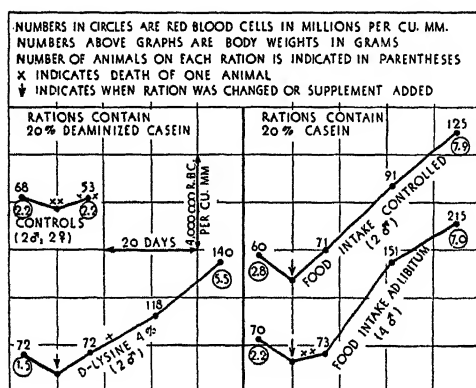 NUMBERS IN CIRCLES ARE RED BLOOD CELLS IN MILLIONS PER CU. MM.
NUMBERS ABOVE GRAPHS ARE BODY WEIGHTS IN GRAMS
NUMBER OF ANIMALS ON EACH RATION IS INDICATED IN PARENTHESES
× INDICATES DEATH OF ONE ANIMAL
↓ INDICATES WHEN RATION WAS CHANGED OR SUPPLEMENT ADDED
RATIONS CONTAIN
20% DEAMINIZED CASEIN
RATIONS CONTAIN
20% CASEIN
68
××
53
×
2.2
2.2
CONTROLS
(2♂, 2♀)
4,000,000 R.B.C.
PER CU. MM
20 DAYS
140
5.5
118
72
1.5
72
×
D-LYSINE 4%
(2♂)
125
7.9
91
60
2.8
71
FOOD INTAKE CONTROLLED
(2♂)
215
7.0
151
70
2.2
××
73
FOOD INTAKE AD LIBITUM
(4♂)